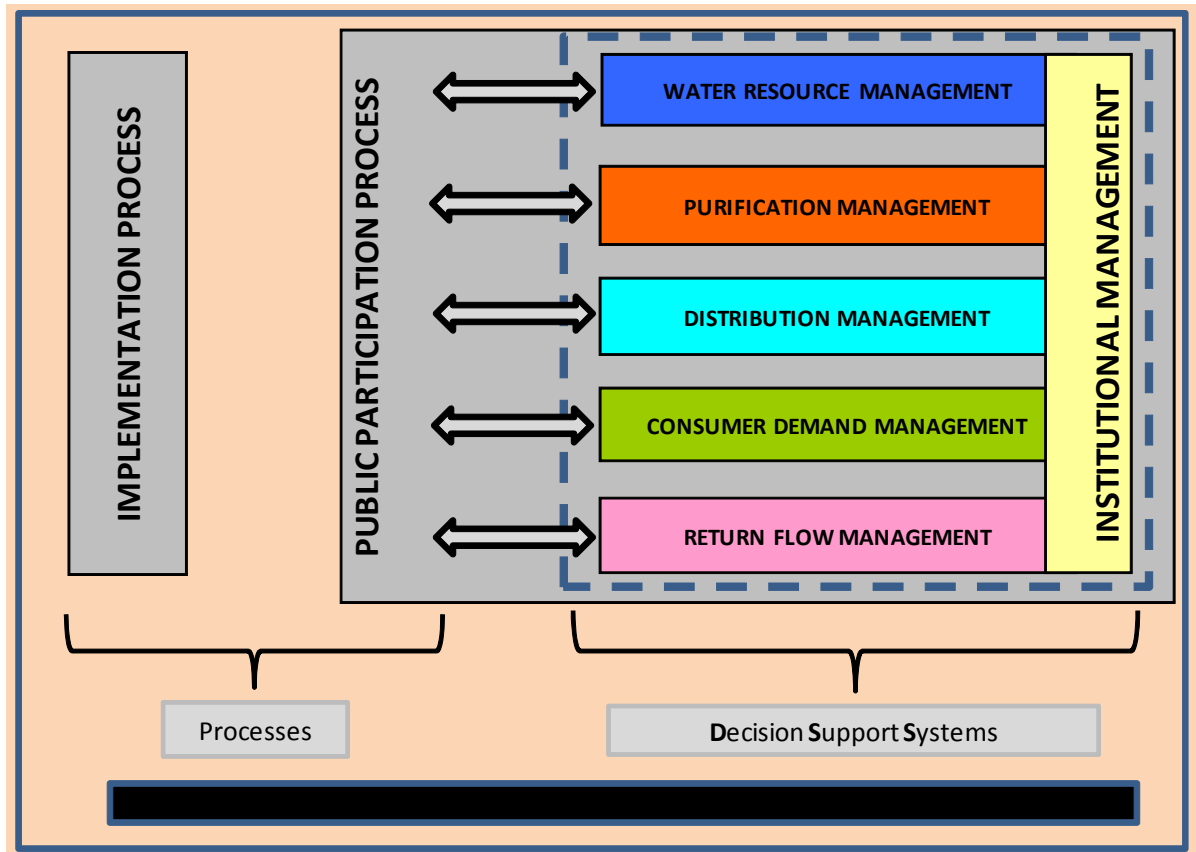 IMPLEMENTATION PROCESS
PUBLIC PARTICIPATION PROCESS
WATER RESOURCE MANAGEMENT
PURIFICATION MANAGEMENT
DISTRIBUTION MANAGEMENT
CONSUMER DEMAND MANAGEMENT
RETURN FLOW MANAGEMENT
INSTITUTIONAL MANAGEMENT
Processes
Decision Support Systems